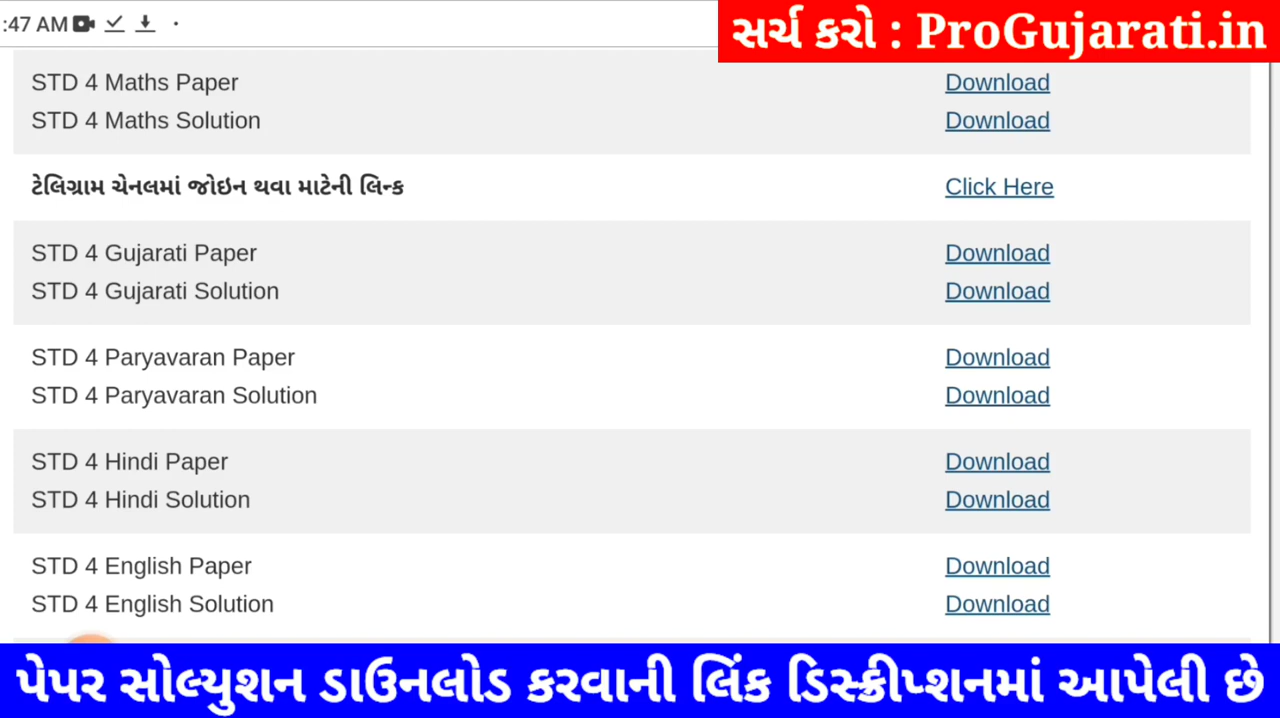 :47 AM
સર્ચ કરો : ProGujarati.in
STD 4 Maths Paper Download
STD 4 Maths Solution Download
ટેલિગ્રામ ચેનલમાં જોઇન થવા માટેની લિન્ક Click Here
STD 4 Gujarati Paper Download
STD 4 Gujarati Solution Download
STD 4 Paryavaran Paper Download
STD 4 Paryavaran Solution Download
STD 4 Hindi Paper Download
STD 4 Hindi Solution Download
STD 4 English Paper Download
STD 4 English Solution Download
પેપર સોલ્યુશન ડાઉનલોડ કરવાની લિંક ડિસ્ક્રીપ્શનમાં આપેલી છે